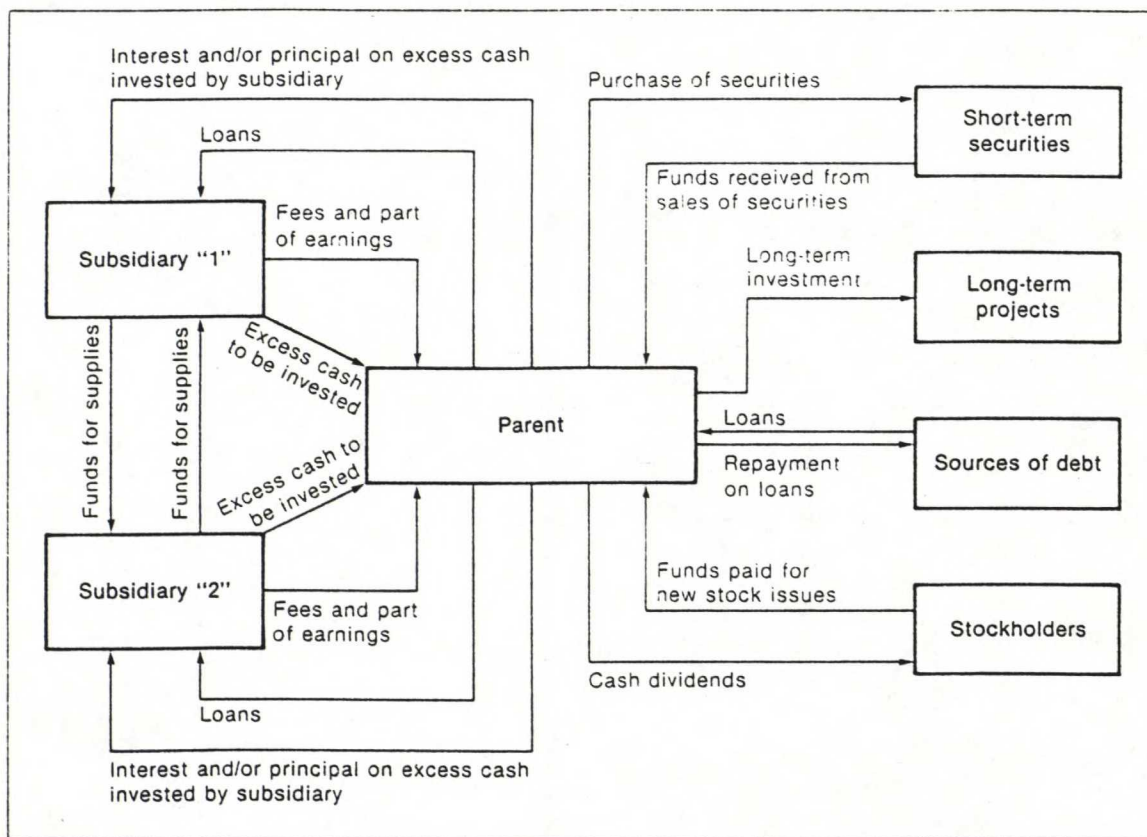 Interest and/or principal on excess cash
invested by subsidiary
Purchase of securities
Short-term
securities
Loans
Funds received from
sales of securities
Subsidiary "1"
Fees and part
of earnings
Long-term
investment
Long-term
projects
Funds for supplies
Funds for supplies
Excess cash
to be invested
Parent
Loans
Repayment
on loans
Sources of debt
Excess cash to
be invested
Subsidiary "2"
Fees and part
of earnings
Funds paid for
new stock issues
Stockholders
Cash dividends
Loans
Interest and/or principal on excess cash
invested by subsidiary